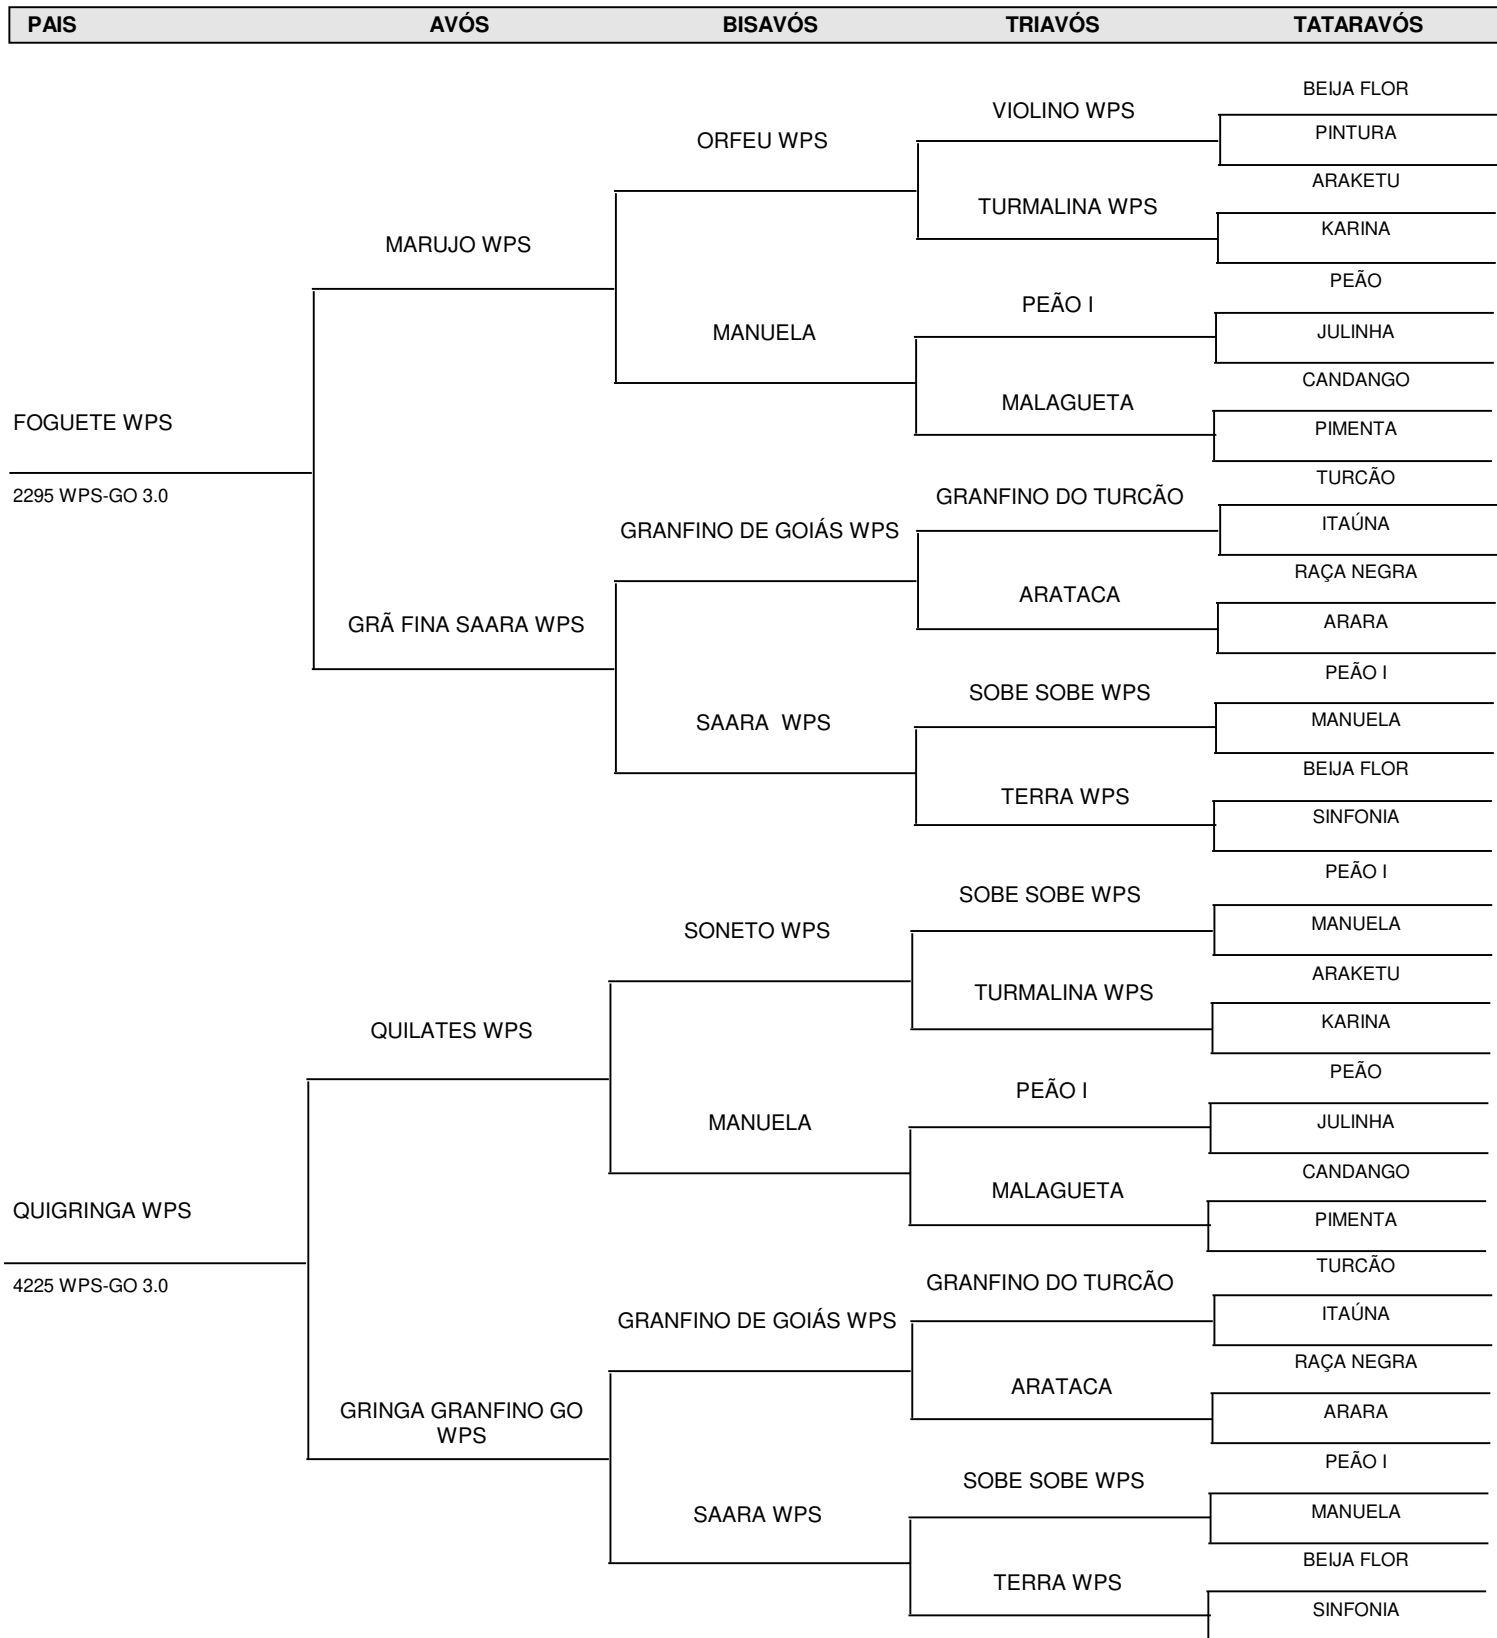 PAIS AVÓS BISAVÓS TRIAVÓS TATARAVÓS
BEIJA FLOR
VIOLINO WPS
PINTURA
ORFEU WPS
ARAKETU
TURMALINA WPS
KARINA
MARUJO WPS
PEÃO
PEÃO I
JULINHA
MANUELA
CANDANGO
MALAGUETA
FOGUETE WPS
PIMENTA
TURCÃO
2295 WPS-GO 3.0
GRANFINO DO TURCÃO
ITAÚNA
GRANFINO DE GOIÁS WPS
RAÇA NEGRA
ARATACA
ARARA
GRÃ FINA SAARA WPS
PEÃO I
SOBE SOBE WPS
MANUELA
SAARA  WPS
BEIJA FLOR
TERRA WPS
SINFONIA
PEÃO I
SOBE SOBE WPS
MANUELA
SONETO WPS
ARAKETU
TURMALINA WPS
KARINA
QUILATES WPS
PEÃO
PEÃO I
JULINHA
MANUELA
CANDANGO
MALAGUETA
QUIGRINGA WPS
PIMENTA
TURCÃO
4225 WPS-GO 3.0
GRANFINO DO TURCÃO
ITAÚNA
GRANFINO DE GOIÁS WPS
RAÇA NEGRA
ARATACA
GRINGA GRANFINO GO
WPS
ARARA
PEÃO I
SOBE SOBE WPS
MANUELA
SAARA WPS
BEIJA FLOR
TERRA WPS
SINFONIA